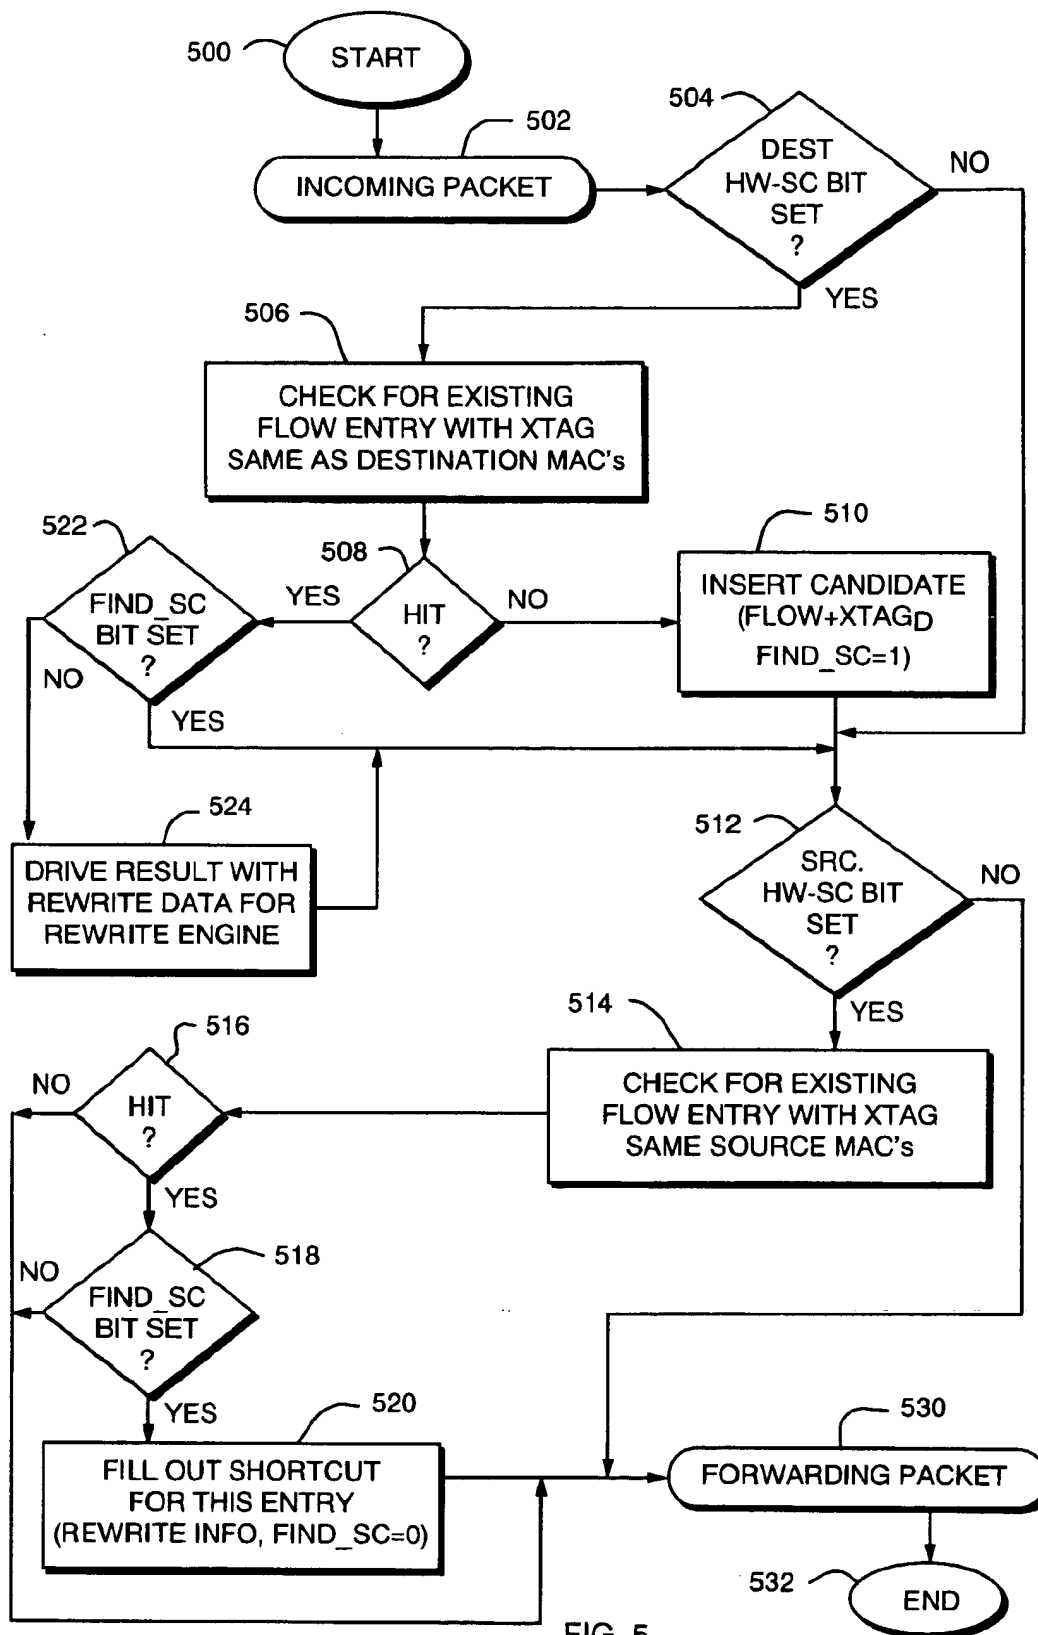 500
START
502
INCOMING PACKET
504
DEST
HW-SC BIT
SET
?
NO
YES
506
CHECK FOR EXISTING
FLOW ENTRY WITH XTAG
SAME AS DESTINATION MAC's
522
FIND_SC
BIT SET
?
NO
YES
508
YES
HIT
?
NO
510
INSERT CANDIDATE
(FLOW+XTAGD
FIND_SC=1)
524
DRIVE RESULT WITH
REWRITE DATA FOR
REWRITE ENGINE
512
SRC.
HW-SC BIT
SET
?
NO
YES
514
CHECK FOR EXISTING
FLOW ENTRY WITH XTAG
SAME SOURCE MAC's
516
NO
HIT
?
YES
518
NO
FIND_SC
BIT SET
?
YES
520
FILL OUT SHORTCUT
FOR THIS ENTRY
(REWRITE INFO, FIND_SC=0)
530
FORWARDING PACKET
532
END
FIG. 5